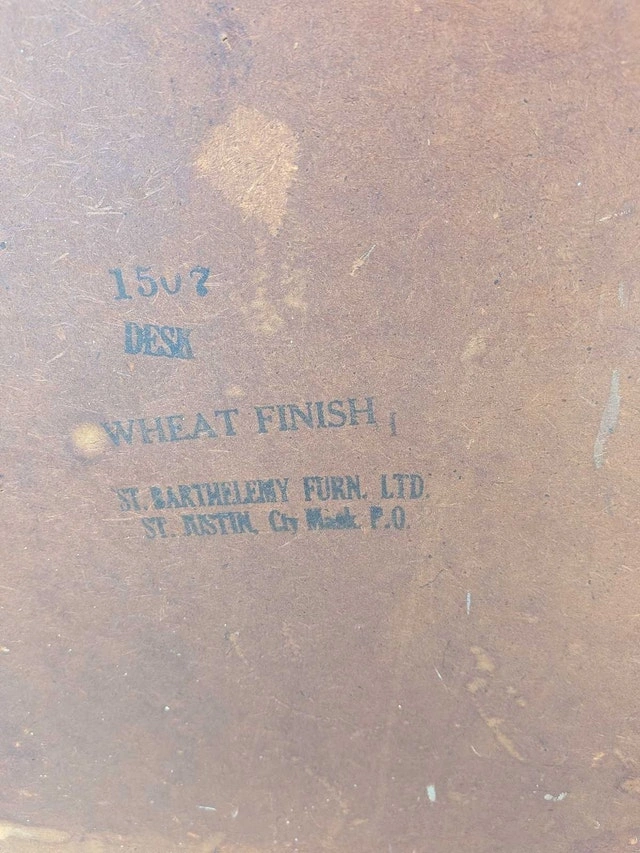 1507
DESK
WHEAT FINISH
ST. BARTHELEMY FURN. LTD.
ST. JUSTIN, Cty Mask. P.Q.